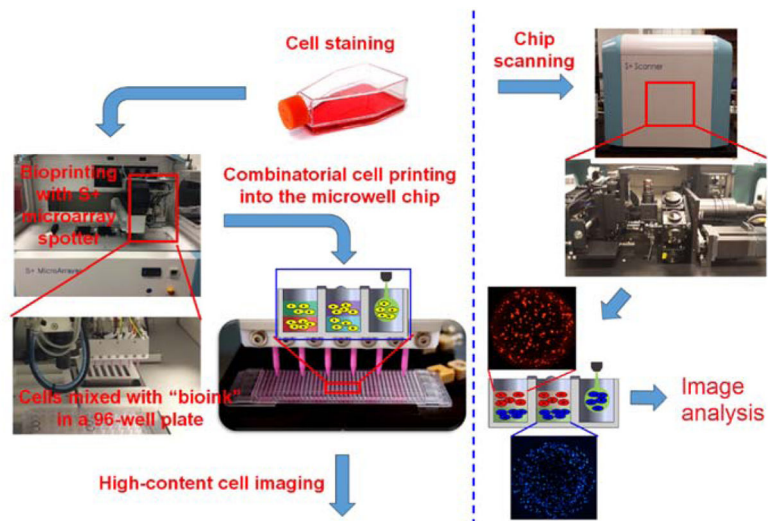 Cell staining
Bioprinting
with S+
microarray
spotter
S+ MicroArrayer
Combinatorial cell printing
into the microwell chip
Cells mixed with "bioink"
in a 96-well plate
High-content cell imaging
Chip
scanning
S+ Scanner
Image
analysis